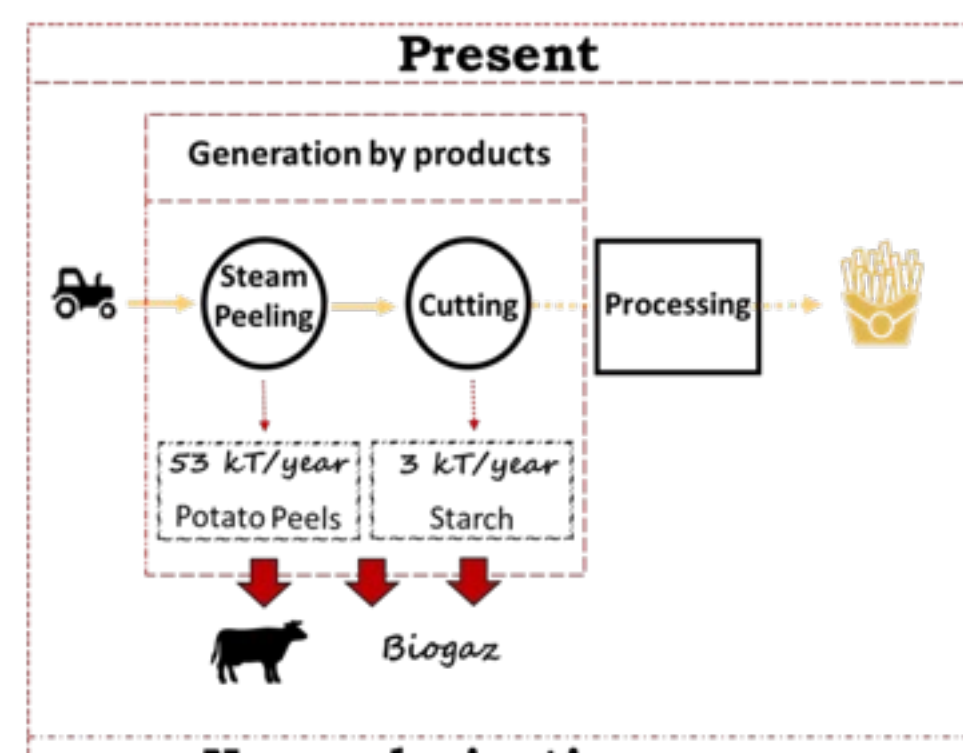 Present
Generation by products
Steam
Peeling
Cutting
Processing
53 kT/year
Potato Peels
3 kT/year
Starch
Biogaz